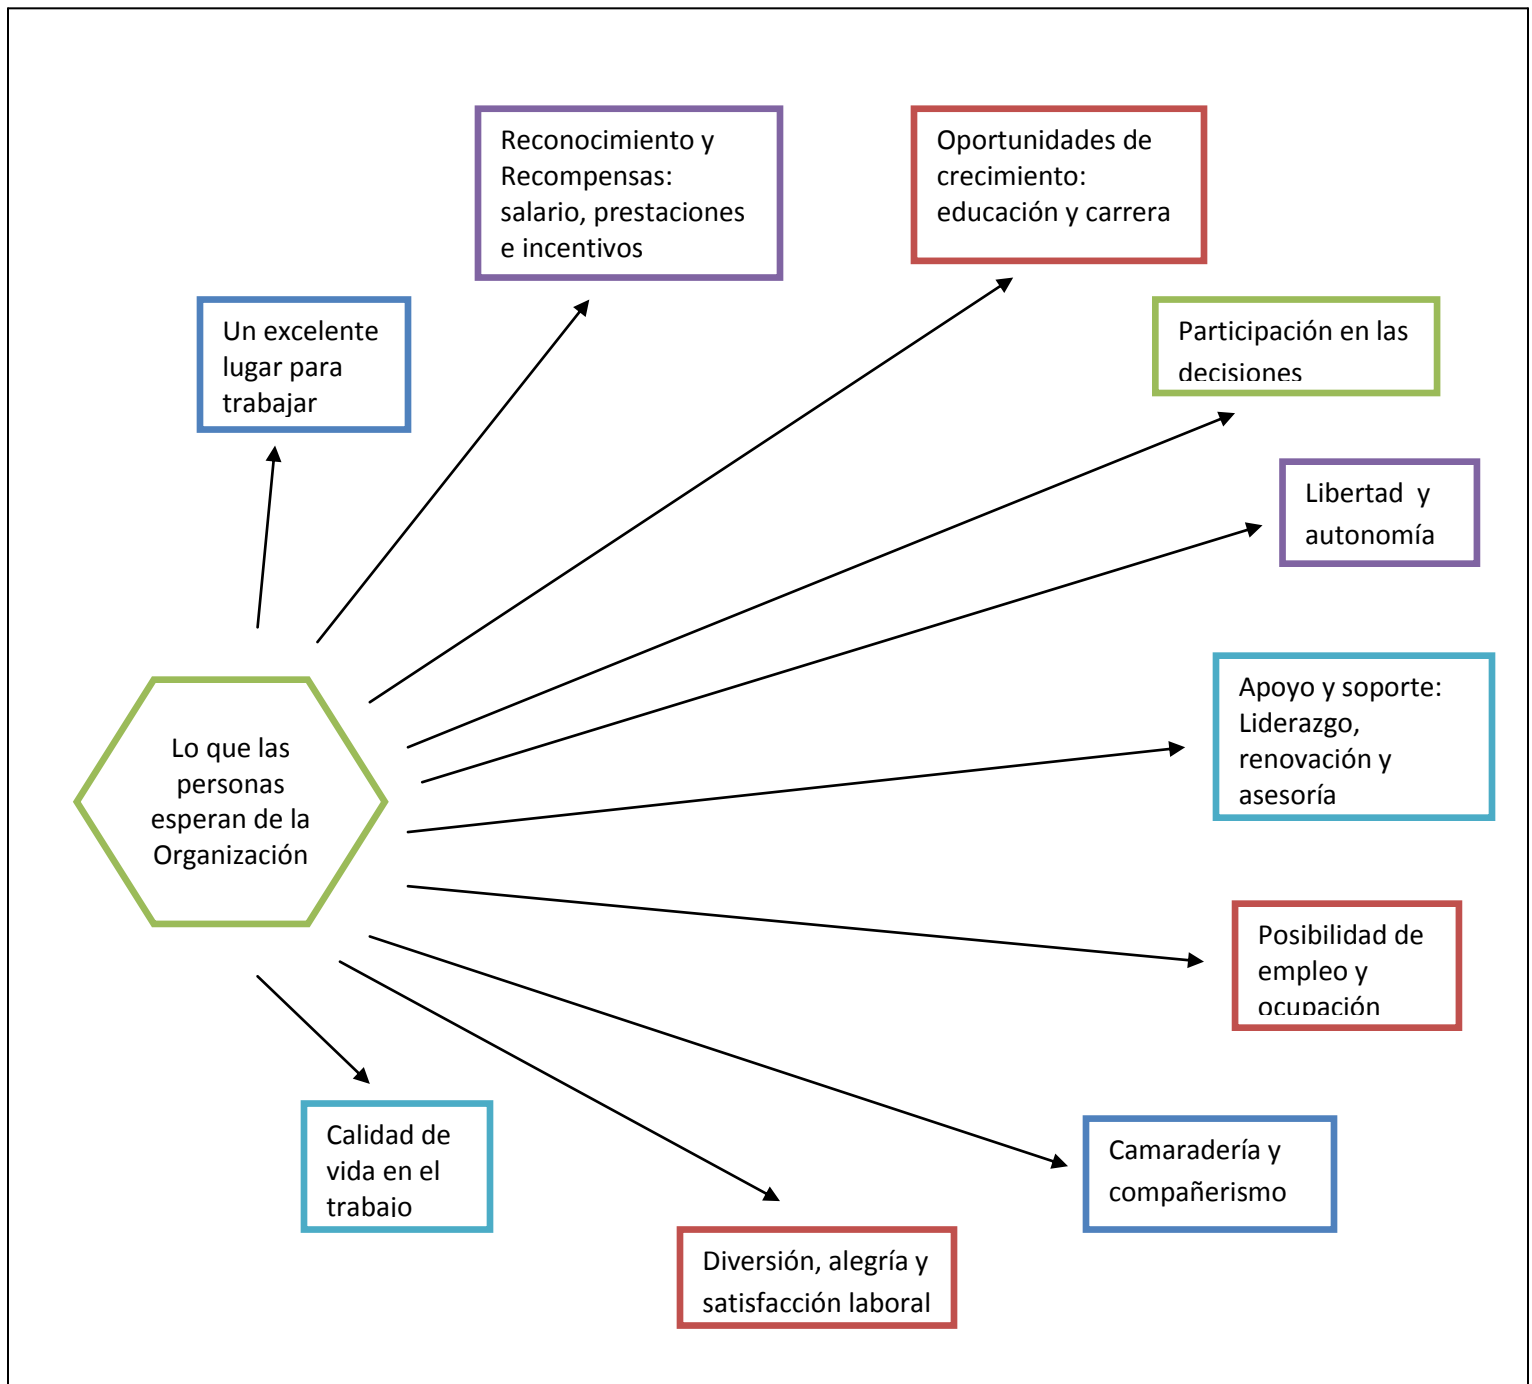 Reconocimiento y
Recompensas:
salario, prestaciones
e incentivos
Oportunidades de
crecimiento:
educación y carrera
Un excelente
lugar para
trabajar
Participación en las
decisiones
Libertad y
autonomía
Apoyo y soporte:
Liderazgo,
renovación y
asesoría
Lo que las
personas
esperan de la
Organización
Posibilidad de
empleo y
ocupación
Camaradería y
compañerismo
Calidad de
vida en el
trabajo
Diversión, alegría y
satisfacción laboral